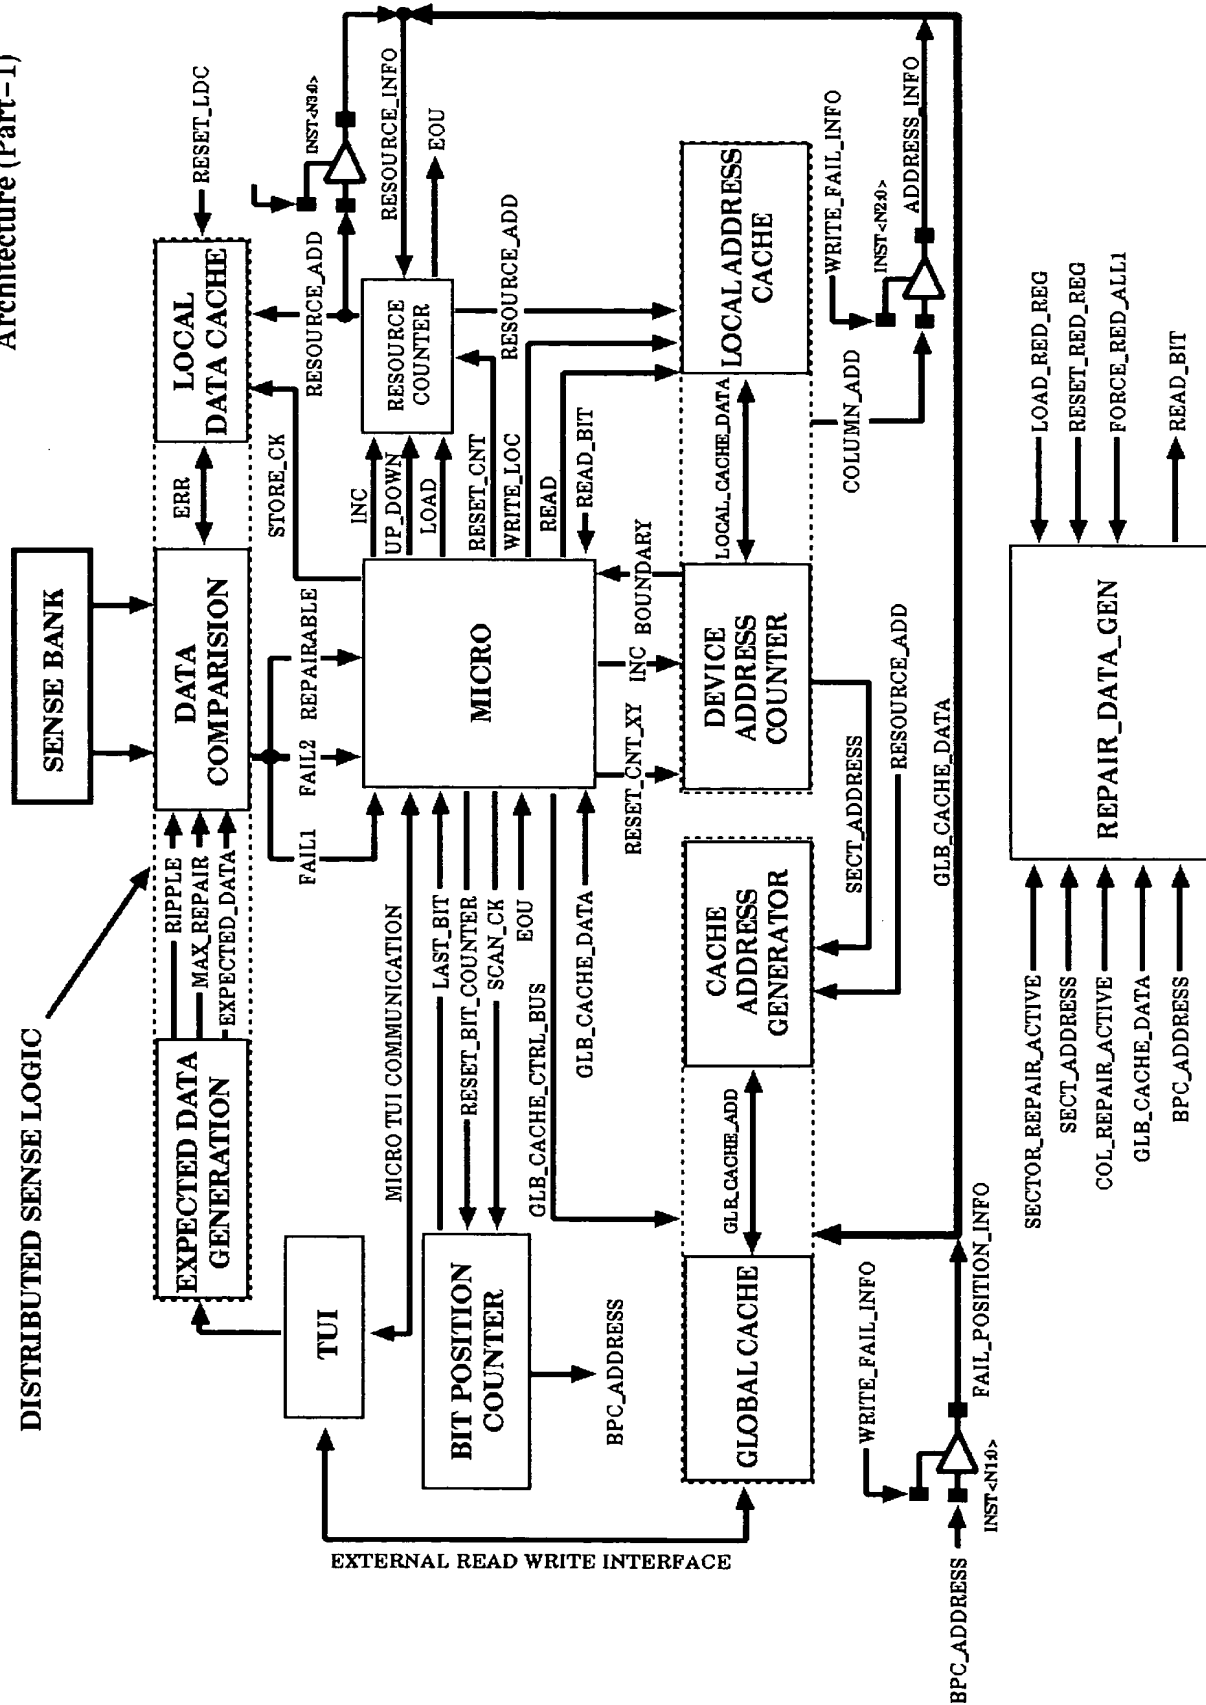 Architecture (Part-1)
DISTRIBUTED SENSE LOGIC
SENSE BANK
EXPECTED DATA
GENERATION
RIPPLE
MAX_REPAIR
EXPECTED_DATA
DATA
COMPARISION
ERR
LOCAL
DATA CACHE
RESET_LDC
TUI
MICRO TUI COMMUNICATION
FAIL1
FAIL2
REPAIRABLE
STORE_CK
RESOURCE_ADD
INST<N3:0>
BIT POSITION
COUNTER
LAST_BIT
RESET_BIT_COUNTER
SCAN_CK
EOU
GLB_CACHE_CTRL_BUS
GLB_CACHE_DATA
BPC_ADDRESS
MICRO
INC
UP_DOWN
LOAD
RESET_CNT
WRITE_LOC
READ
READ_BIT
RESOURCE
COUNTER
RESOURCE_INFO
EOU
RESOURCE_ADD
RESET_CNT_XY
INC
BOUNDARY
EXTERNAL READ WRITE INTERFACE
GLOBAL CACHE
GLB_CACHE_ADD
CACHE
ADDRESS
GENERATOR
DEVICE
ADDRESS
COUNTER
LOCAL_CACHE_DATA
LOCAL ADDRESS
CACHE
SECT_ADDRESS
RESOURCE_ADD
COLUMN_ADD
WRITE_FAIL_INFO
INST<N2:0>
ADDRESS_INFO
WRITE_FAIL_INFO
BPC_ADDRESS
INST<N1:0>
FAIL_POSITION_INFO
GLB_CACHE_DATA
SECTOR_REPAIR_ACTIVE
SECT_ADDRESS
COL_REPAIR_ACTIVE
GLB_CACHE_DATA
BPC_ADDRESS
REPAIR_DATA_GEN
LOAD_RED_REG
RESET_RED_REG
FORCE_RED_ALL1
READ_BIT